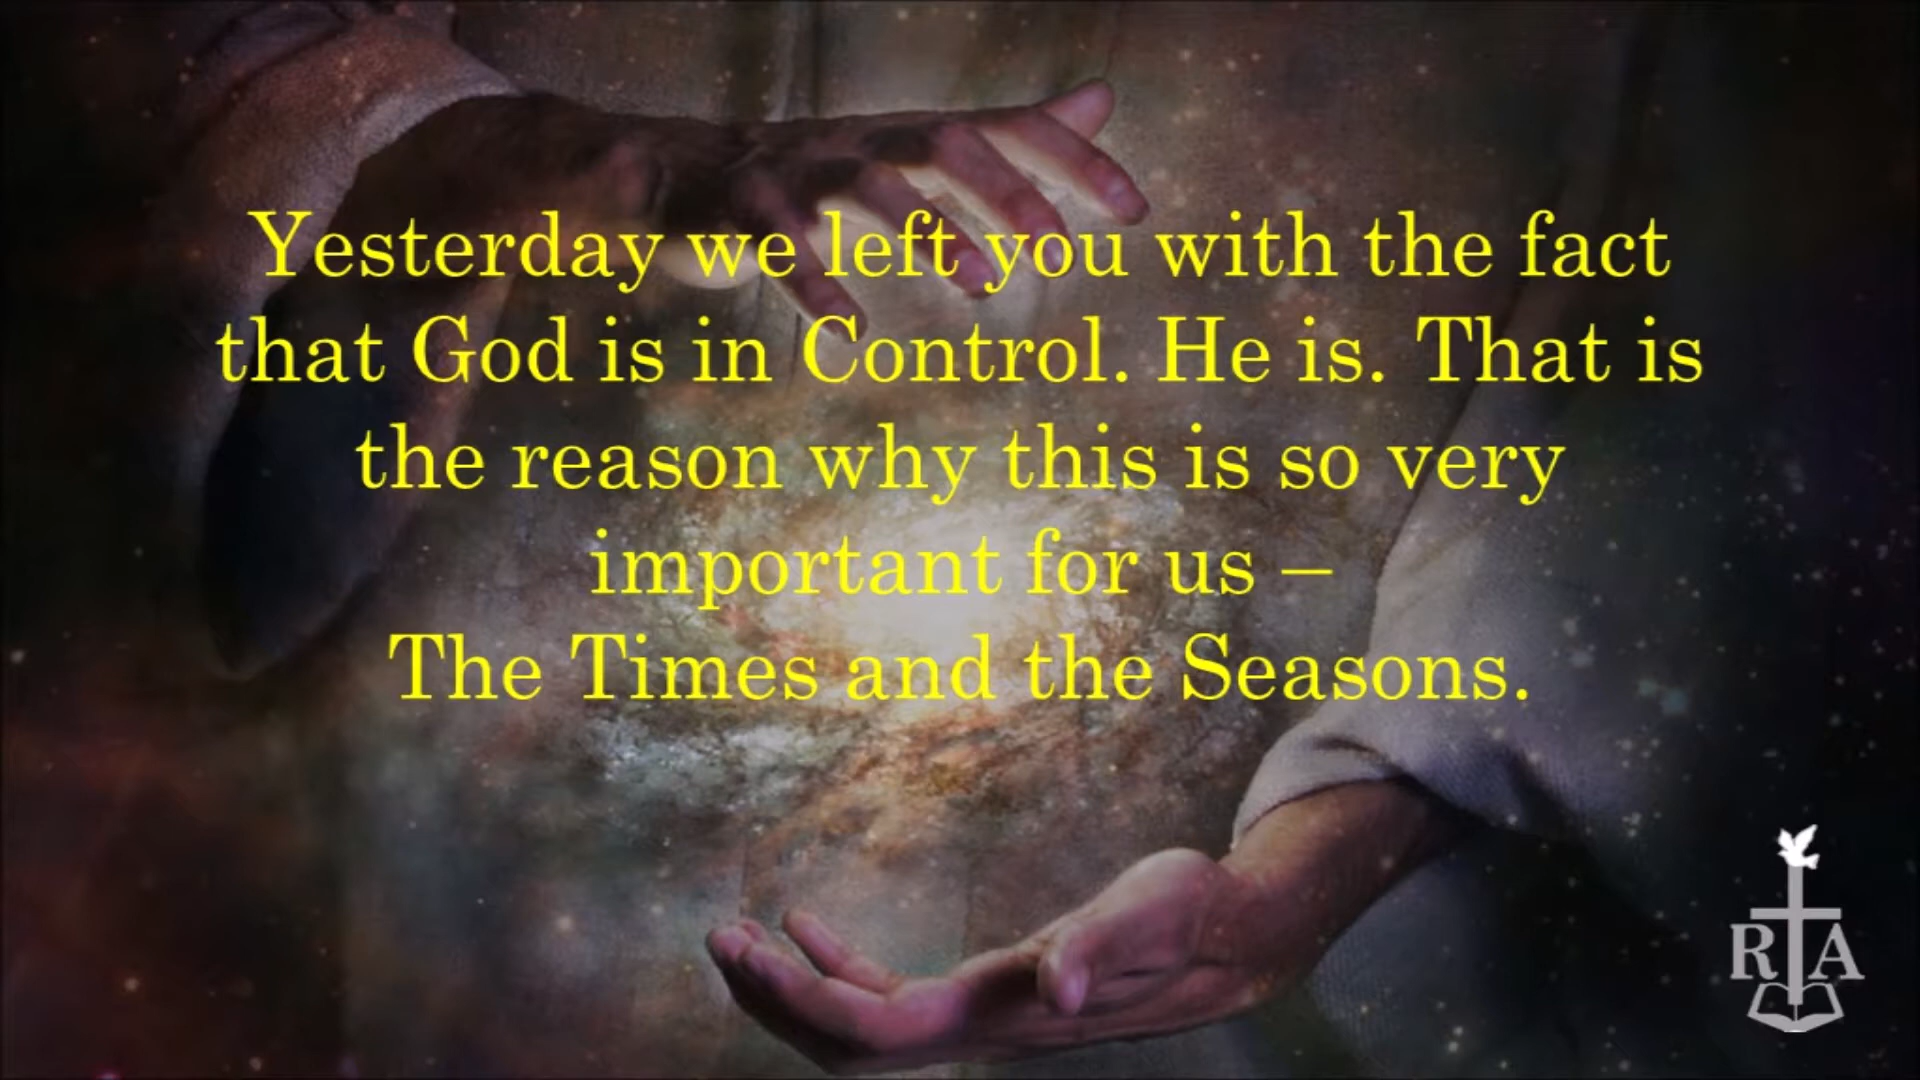 Yesterday we left you with the fact
that God is in Control. He is. That is
the reason why this is so very
important for us –
The Times and the Seasons.
R A